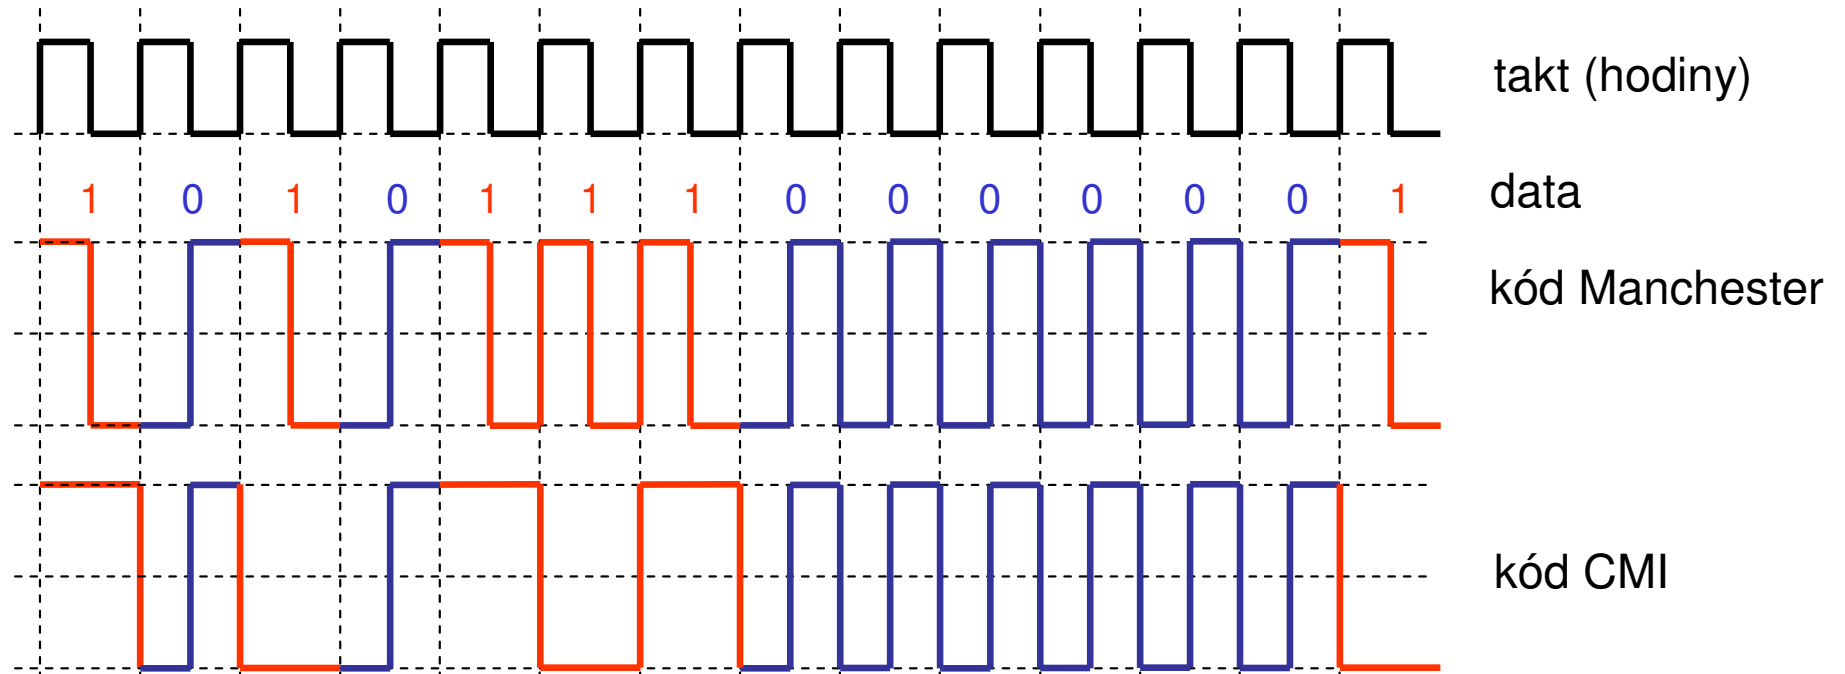 takt (hodiny)
1 0 1 0 1 1 1 0 0 0 0 0 0 1 data
kód Manchester
kód CMI